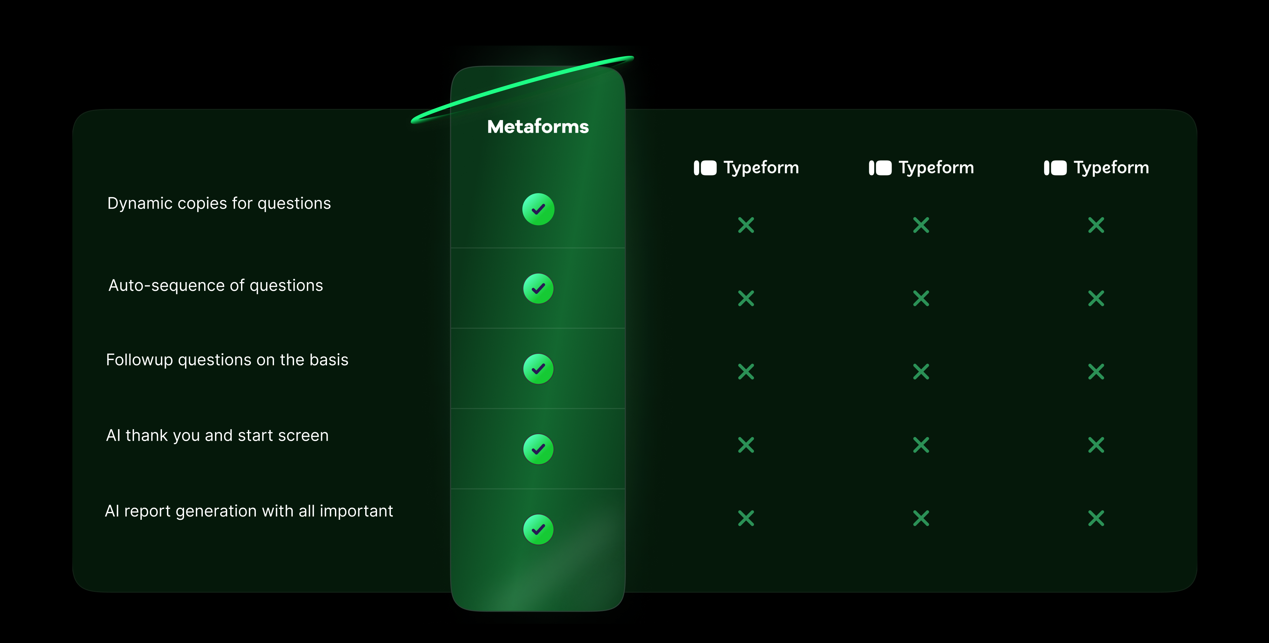 Metaforms
Typeform Typeform Typeform
Dynamic copies for questions
Auto-sequence of questions
Followup questions on the basis
AI thank you and start screen
AI report generation with all important